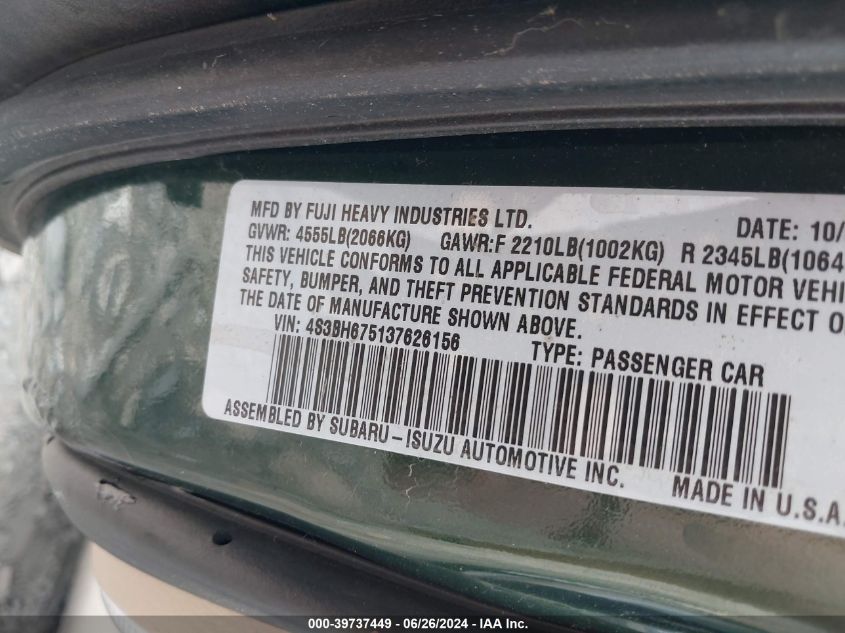 MFD BY FUJI HEAVY INDUSTRIES LTD. DATE: 10/
GVWR: 4555LB(2066KG) GAWR:F 2210LB(1002KG) R 2345LB(1064
THIS VEHICLE CONFORMS TO ALL APPLICABLE FEDERAL MOTOR VEHI
SAFETY, BUMPER, AND THEFT PREVENTION STANDARDS IN EFFECT O
THE DATE OF MANUFACTURE SHOWN ABOVE.
VIN: 4S3BH675137626156 TYPE: PASSENGER CAR
ASSEMBLED BY SUBARU-ISUZU AUTOMOTIVE INC. MADE IN U.S.A.
000-39737449 - 06/26/2024 - IAA Inc.